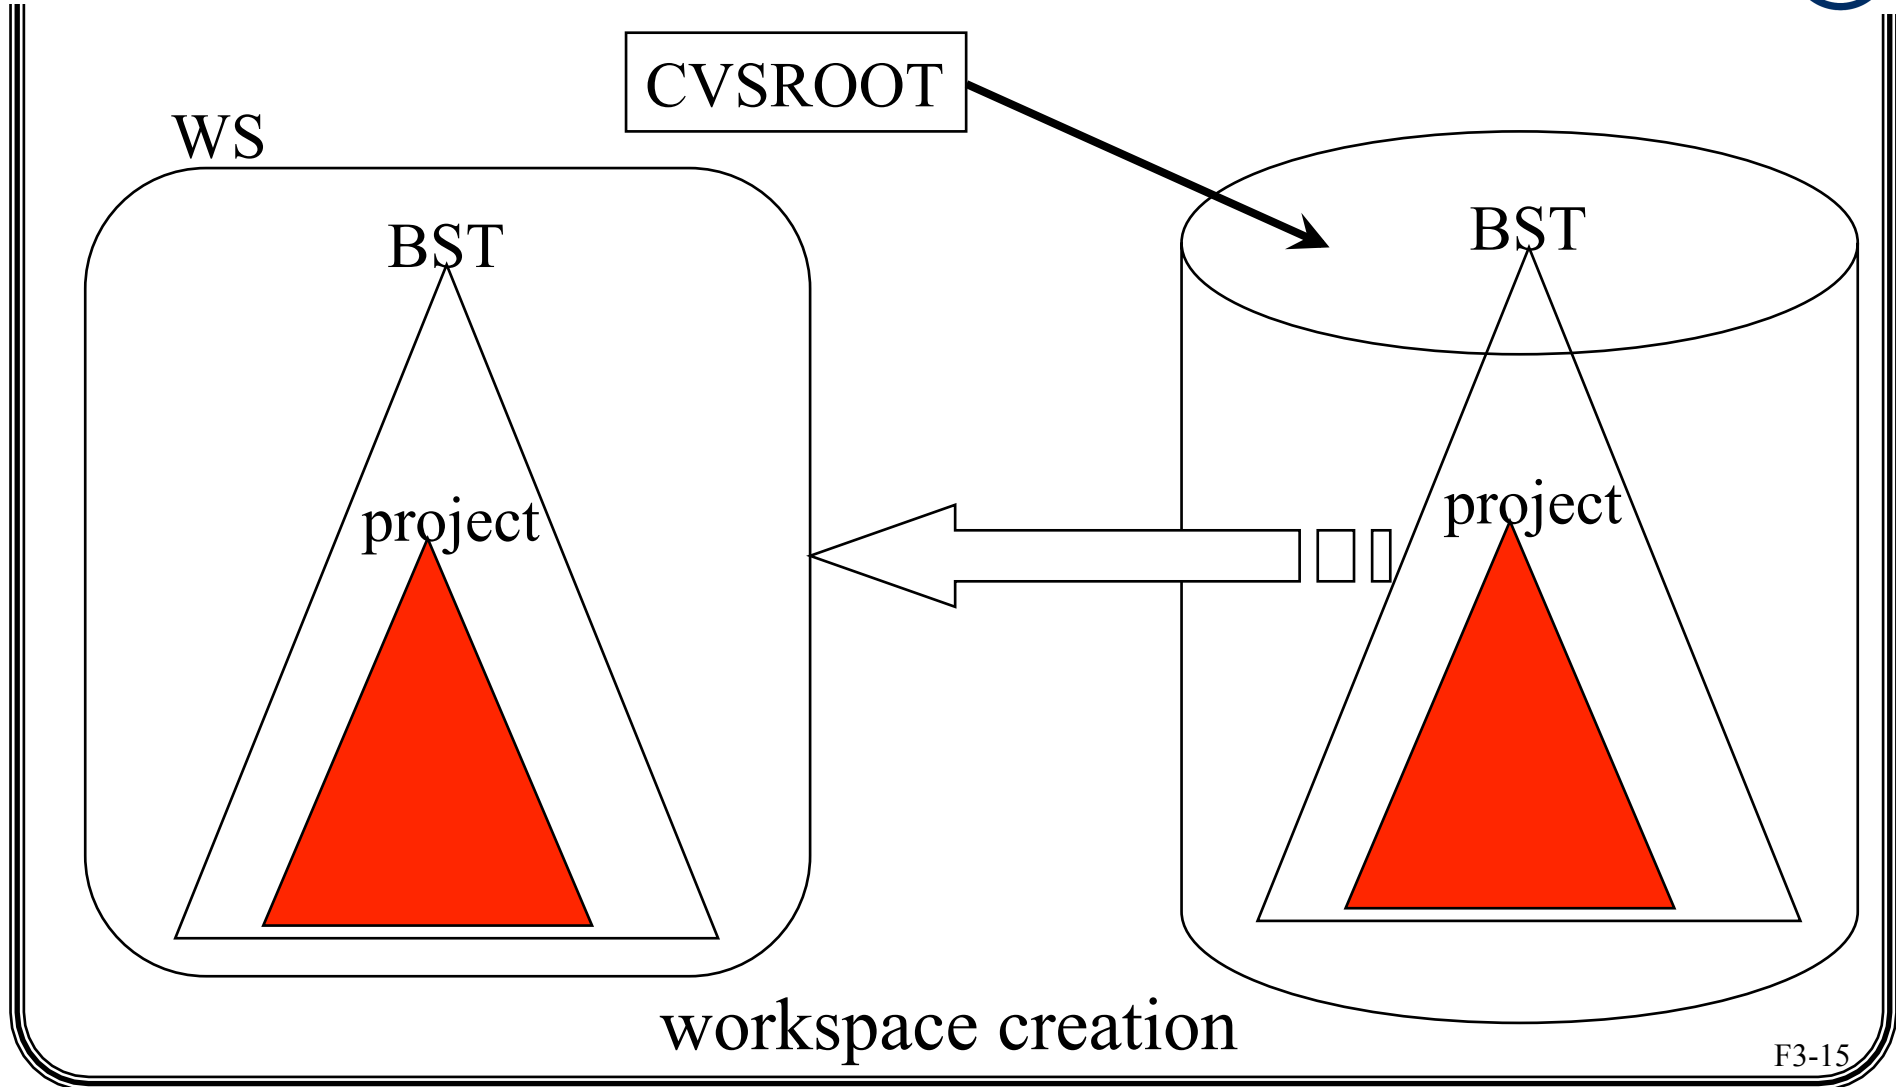 CVSROOT
WS
BST
BST
project
project
workspace creation
F3-15